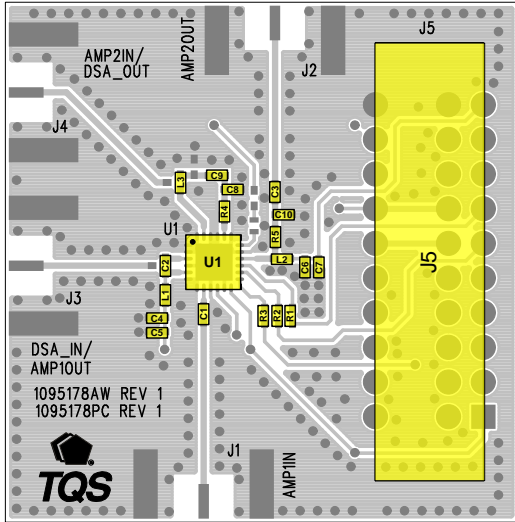 AMP2IN/
DSA_OUT
AMP2OUT
J5
J2
J4
L3
C9
C8
R4
C3
C10
R5
U1
U1
L2
C6
C7
J5
C2
L1
C4
C5
C1
R3
R2
R1
J3
DSA_IN/
AMP1OUT
1095178AW REV 1
1095178PC REV 1
J1
AMP1IN
TQS